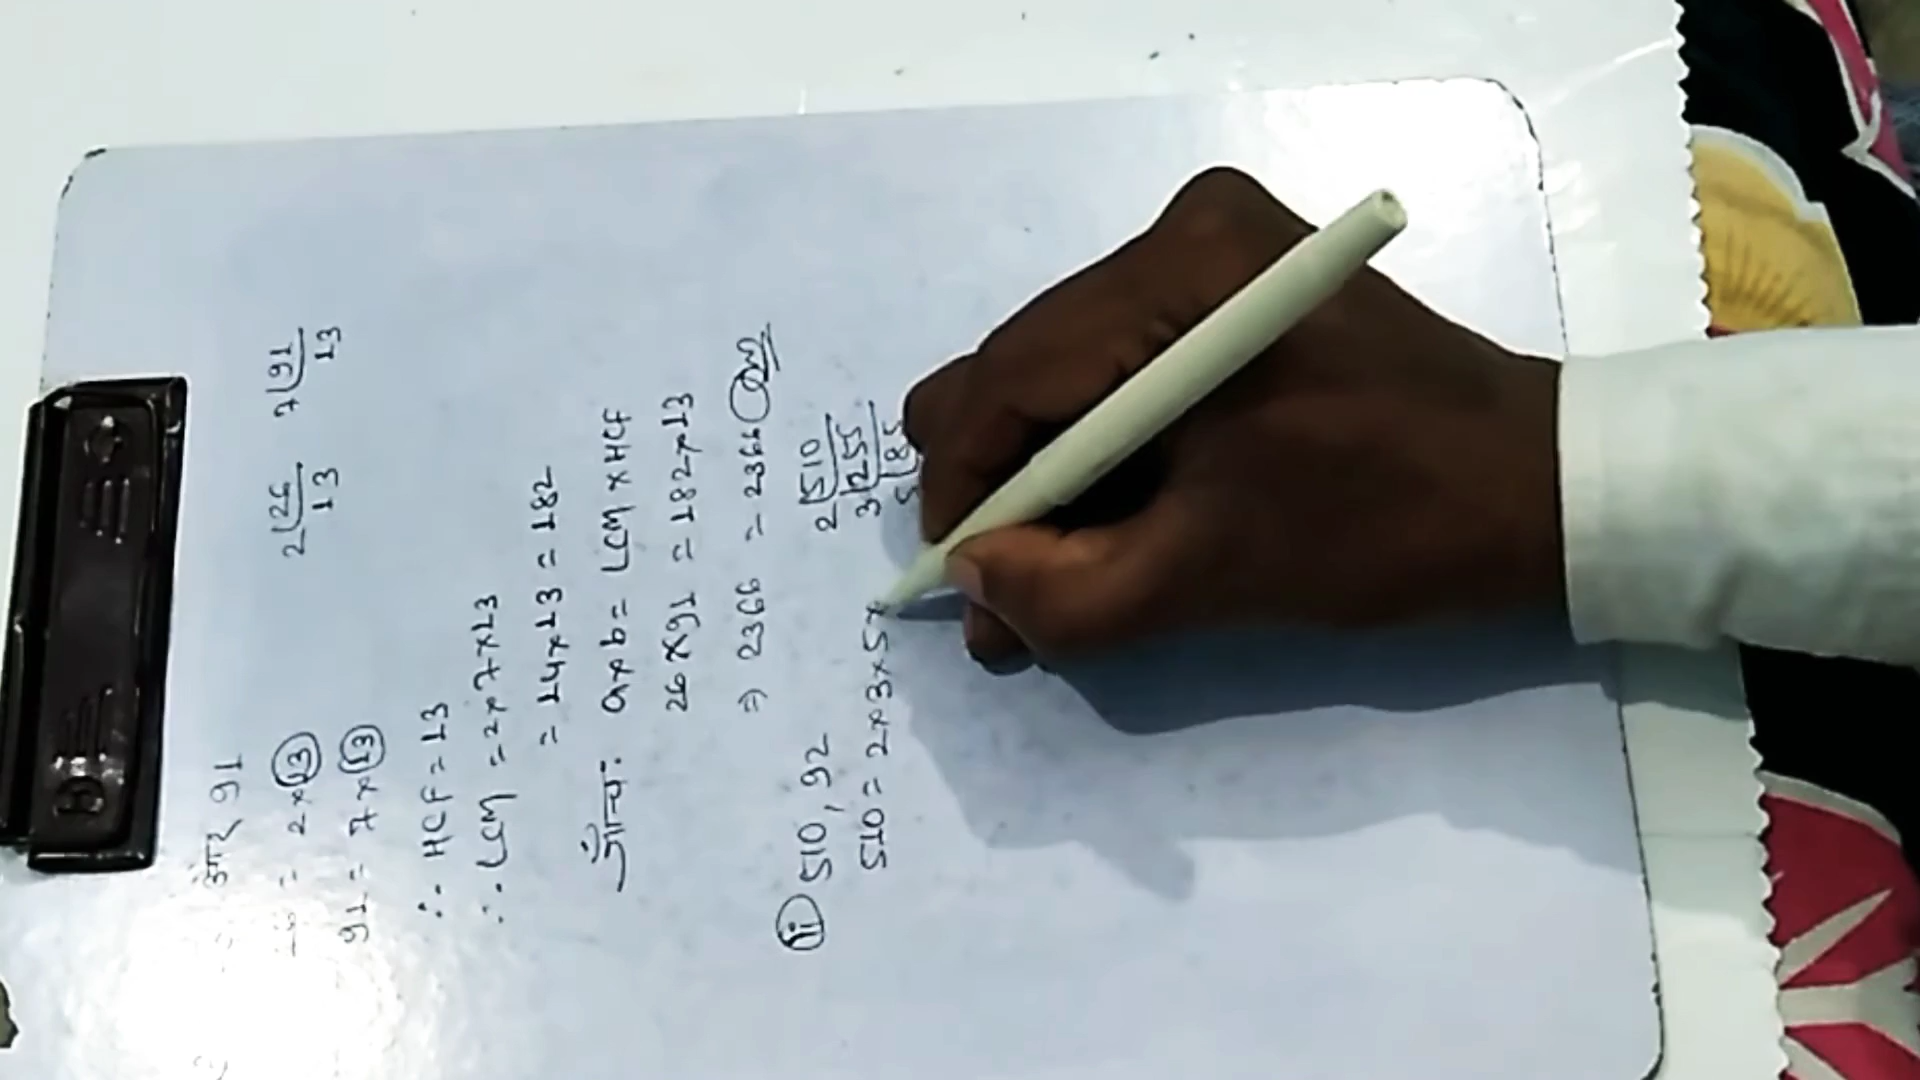 और 91
= 2×13
2|26
13
7|91
13
91 = 7×13
∴ HCF = 13
∴ LCM = 2×7×13
= 14×13 = 182
जाँच: a×b = LCM × HCF
26×91 = 182×13
⇒ 2366 = 2366 Ans
(ii) 510, 92
2|510
3|255
5|85
510 = 2×3×5×